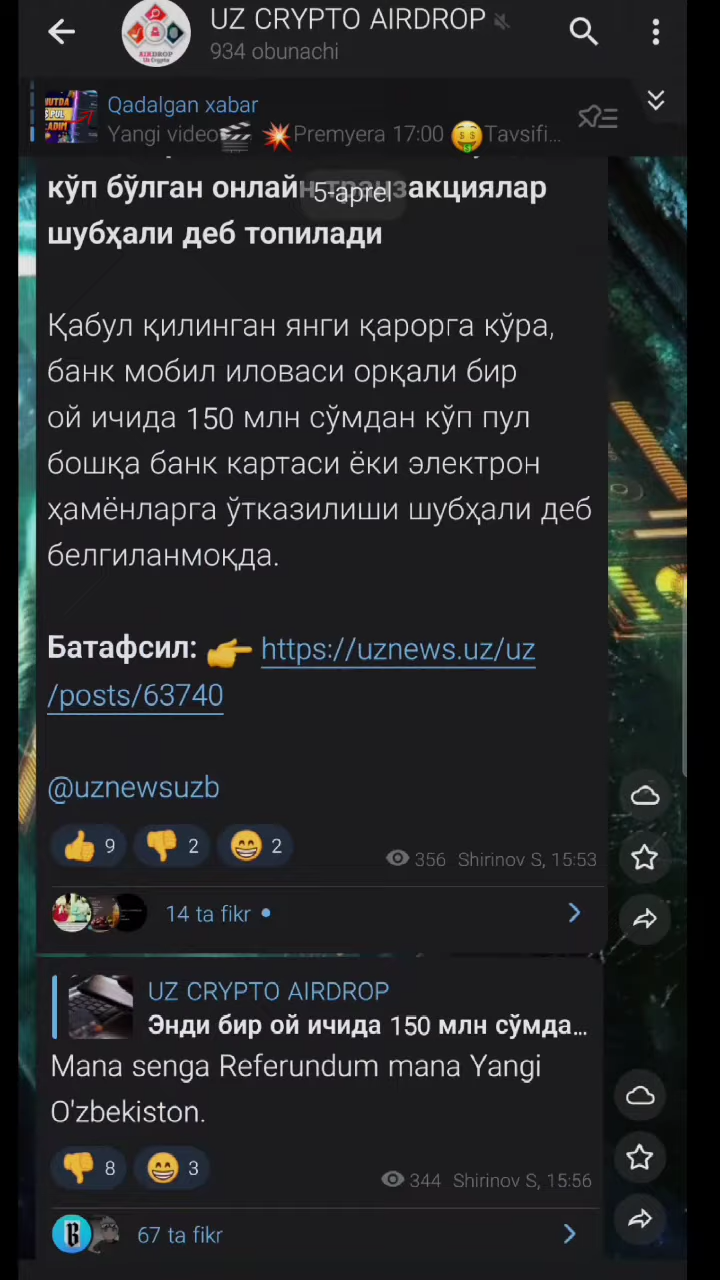 UZ CRYPTO AIRDROP
934 obunachi
Qadalgan xabar
Yangi video🎬 💥Premyera 17:00 🤑Tavsifi...
5-aprel
кўп бўлган онлайн транзакциялар
шубҳали деб топилади
Қабул қилинган янги қарорга кўра,
банк мобил иловаси орқали бир
ой ичида 150 млн сўмдан кўп пул
бошқа банк картаси ёки электрон
ҳамёнларга ўтказилиши шубҳали деб
белгиланмоқда.
Батафсил: 👉 https://uznews.uz/uz
/posts/63740
@uznewsuzb
👍 9 👎 2 😁 2
356 Shirinov S, 15:53
14 ta fikr
UZ CRYPTO AIRDROP
Энди бир ой ичида 150 млн сўмда...
Mana senga Referundum mana Yangi
O'zbekiston.
👎 8 😁 3
344 Shirinov S, 15:56
67 ta fikr